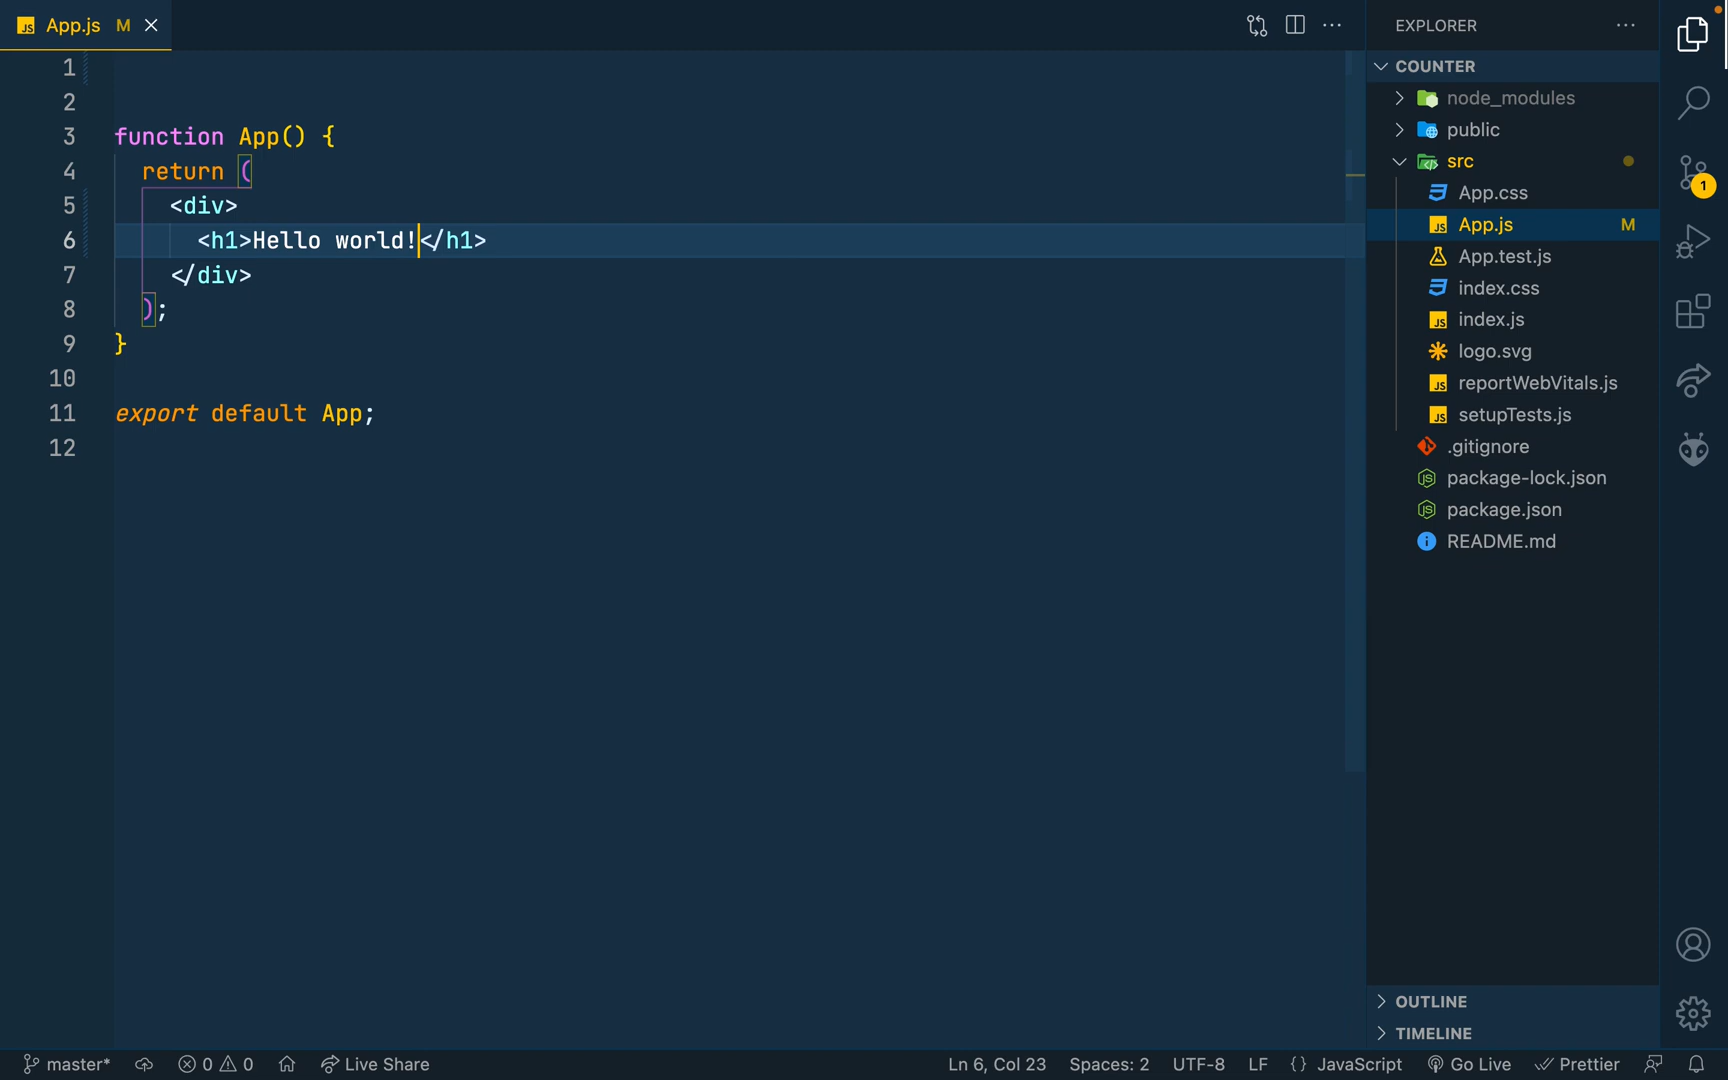 App.js M
EXPLORER
COUNTER
node_modules
public
src
App.css
App.js M
App.test.js
index.css
index.js
logo.svg
reportWebVitals.js
setupTests.js
.gitignore
package-lock.json
package.json
README.md
OUTLINE
TIMELINE
1
1
2
3 function App() {
4 return (
5 <div>
6 <h1>Hello world!</h1>
7 </div>
8 );
9 }
10
11 export default App;
12
master* 0 0 Live Share Ln 6, Col 23 Spaces: 2 UTF-8 LF {} JavaScript Go Live Prettier